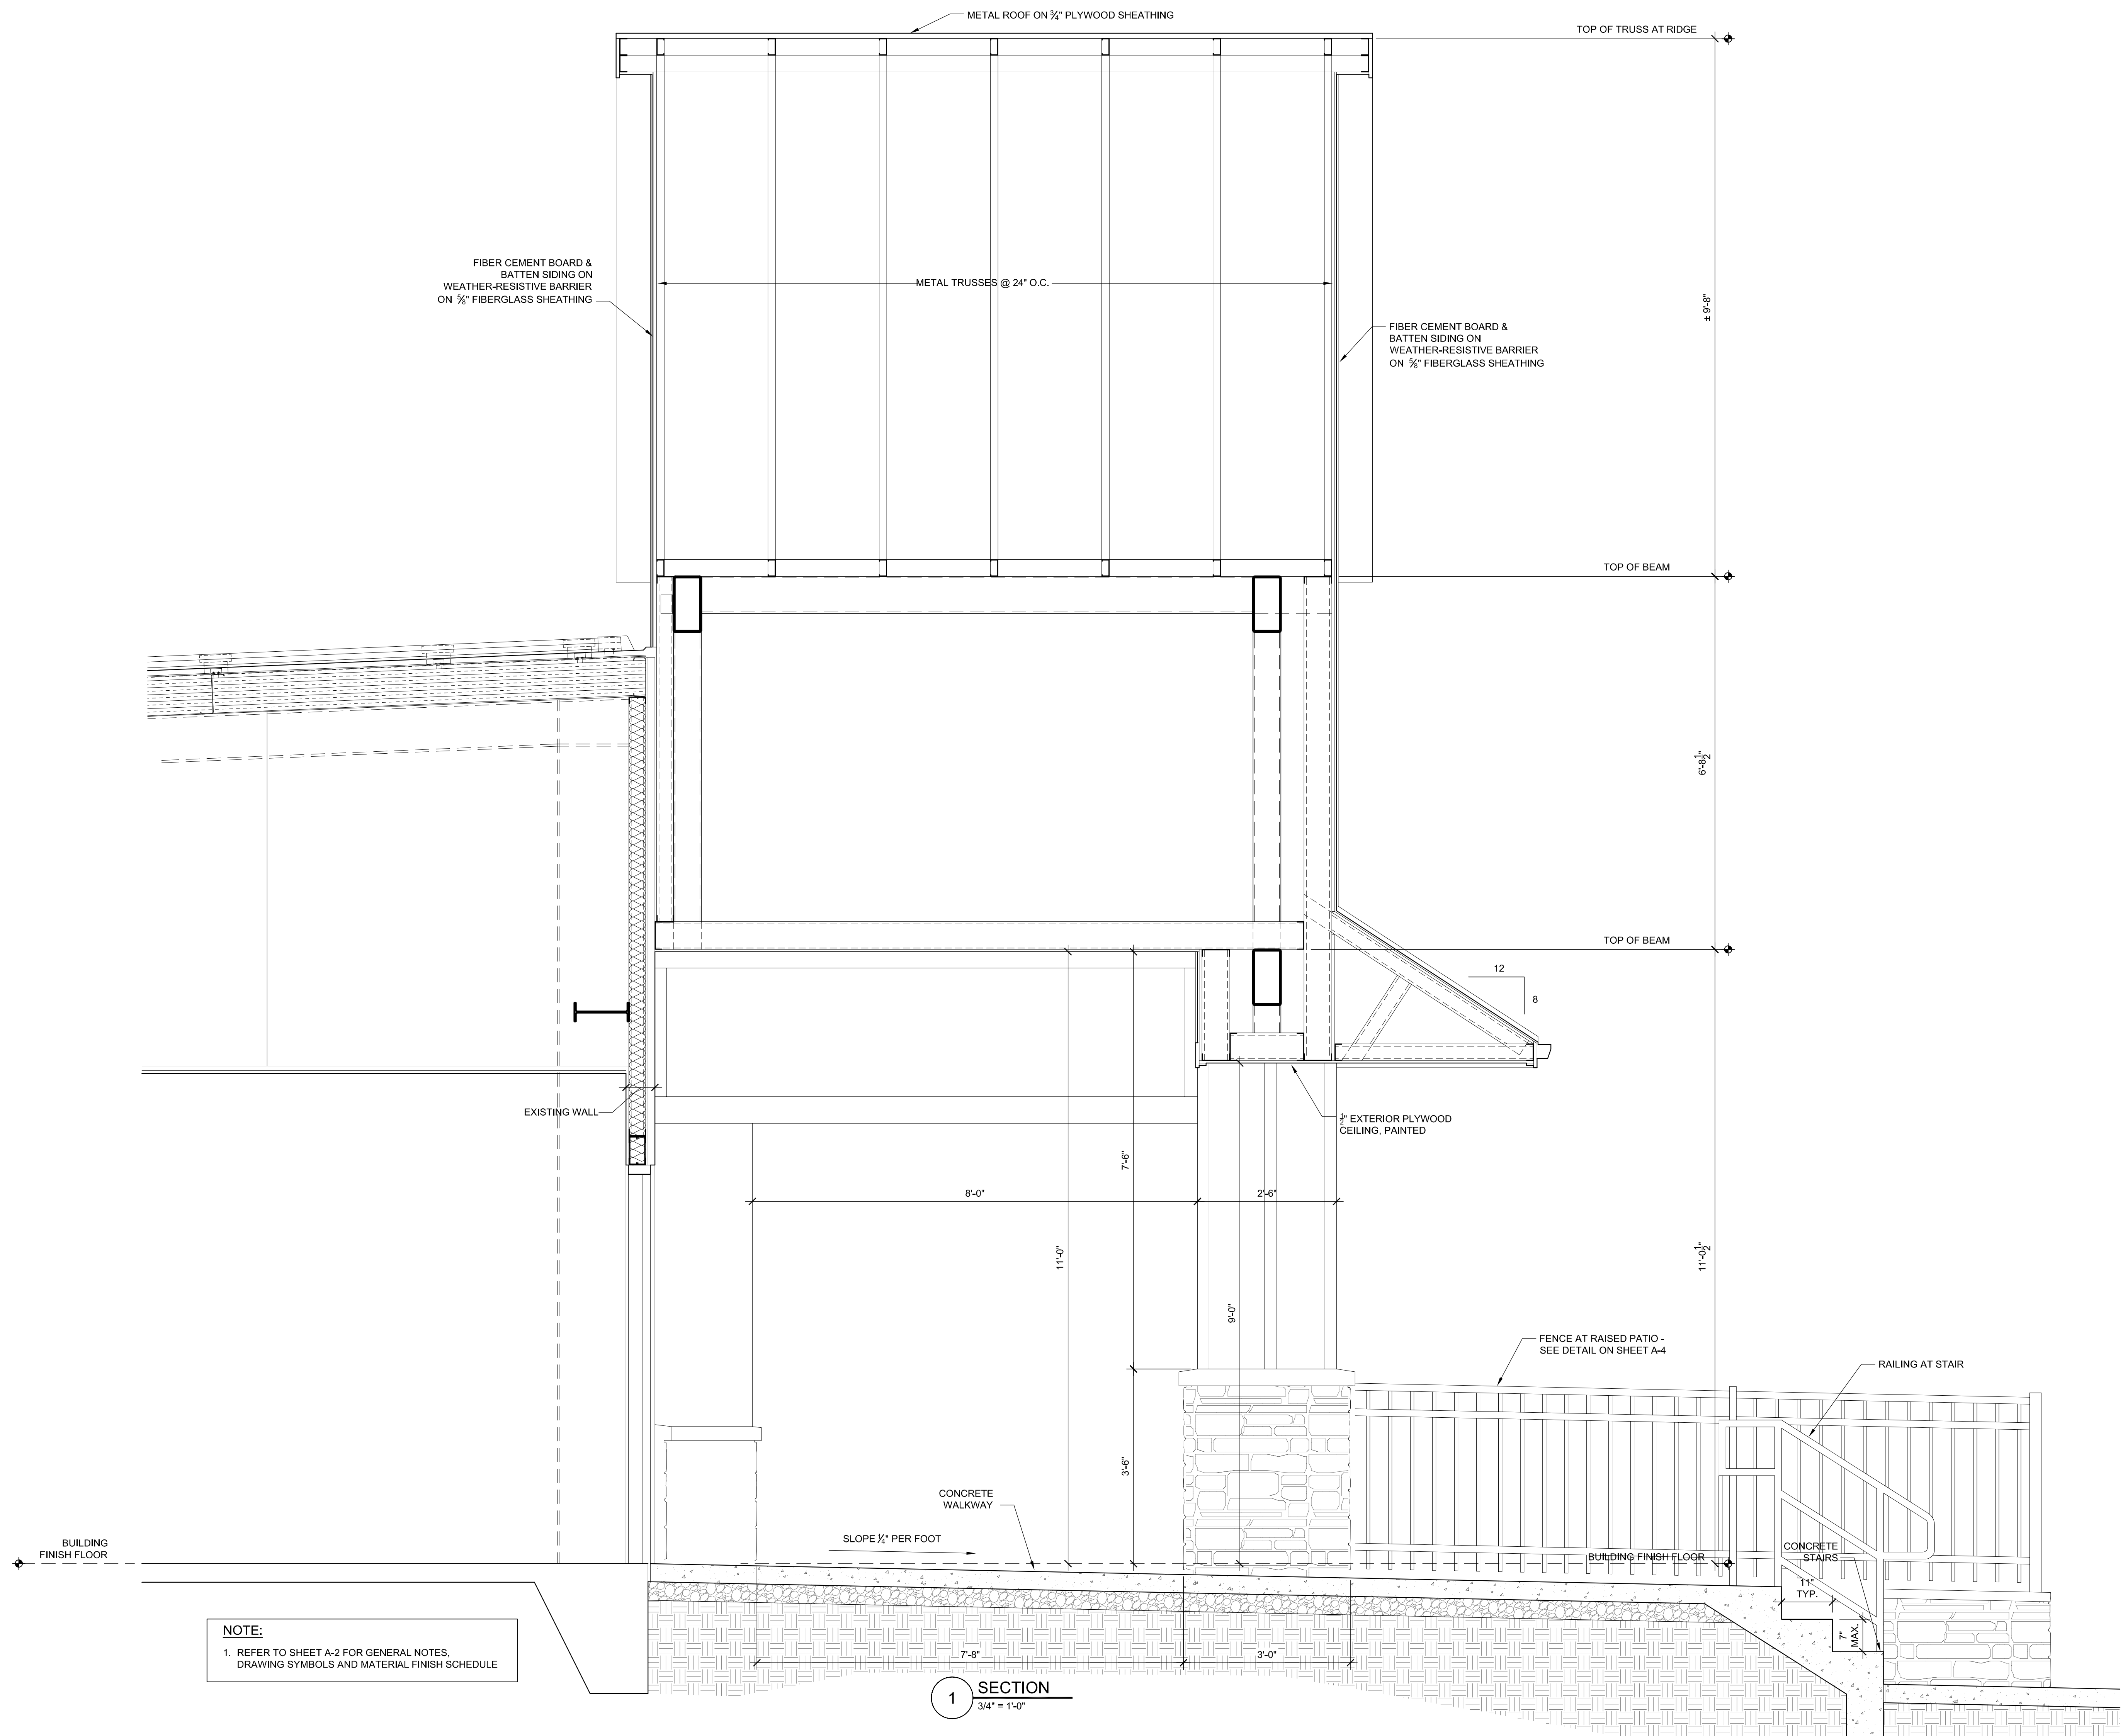 METAL ROOF ON 3/4" PLYWOOD SHEATHING
TOP OF TRUSS AT RIDGE
FIBER CEMENT BOARD &
BATTEN SIDING ON
WEATHER-RESISTIVE BARRIER
ON 5/8" FIBERGLASS SHEATHING
METAL TRUSSES @ 24" O.C.
± 9'-8"
FIBER CEMENT BOARD &
BATTEN SIDING ON
WEATHER-RESISTIVE BARRIER
ON 5/8" FIBERGLASS SHEATHING
TOP OF BEAM
6'-8 1/2"
TOP OF BEAM
12
8
EXISTING WALL
1/2" EXTERIOR PLYWOOD
CEILING, PAINTED
7'-6"
8'-0"
2'-6"
11'-0"
11'-0 1/2"
9'-0"
FENCE AT RAISED PATIO -
SEE DETAIL ON SHEET A-4
RAILING AT STAIR
3'-6"
CONCRETE
WALKWAY
SLOPE 1/4" PER FOOT
BUILDING
FINISH FLOOR
BUILDING FINISH FLOOR
CONCRETE
STAIRS
11"
TYP.
7"
MAX.
NOTE:
1. REFER TO SHEET A-2 FOR GENERAL NOTES,
DRAWING SYMBOLS AND MATERIAL FINISH SCHEDULE
7'-8"
3'-0"
1
SECTION
3/4" = 1'-0"